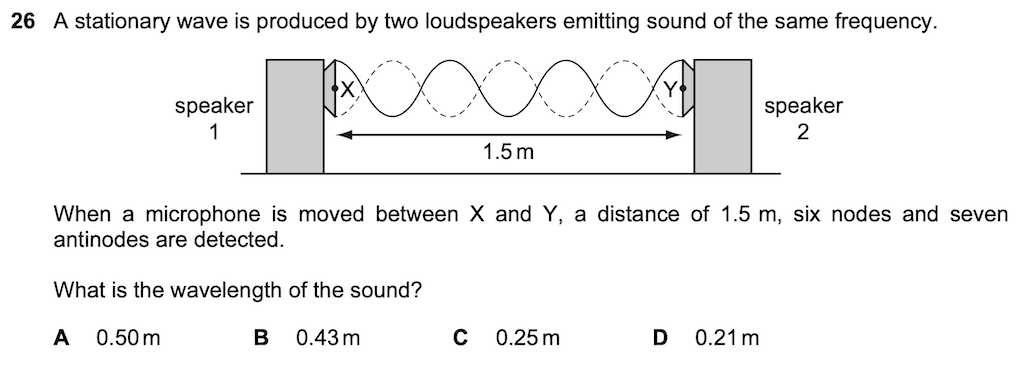 26 A stationary wave is produced by two loudspeakers emitting sound of the same frequency.
X
Y
speaker
1
speaker
2
1.5 m
When a microphone is moved between X and Y, a distance of 1.5 m, six nodes and seven
antinodes are detected.
What is the wavelength of the sound?
A 0.50 m B 0.43 m C 0.25 m D 0.21 m